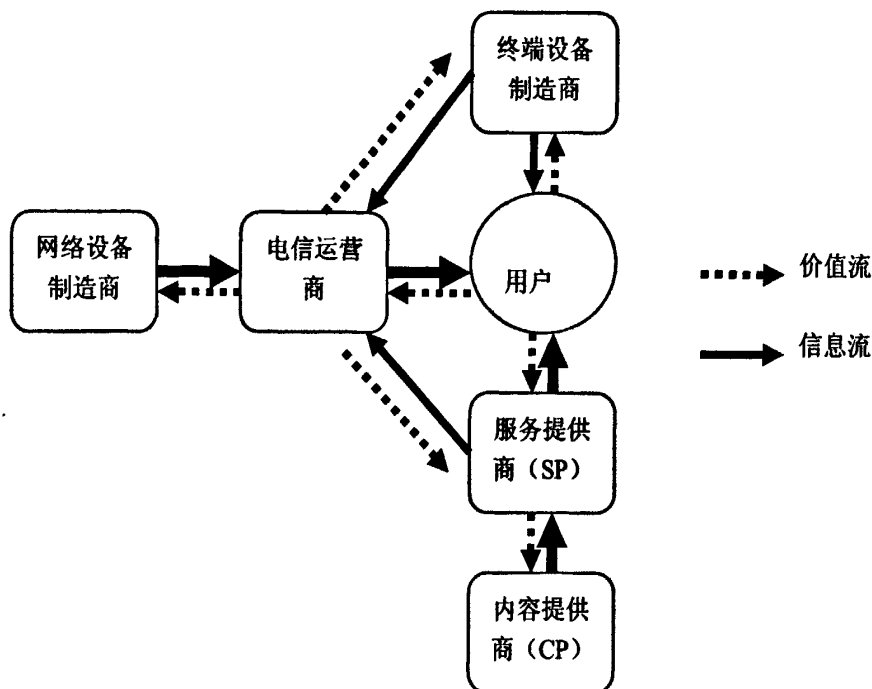 终端设备
制造商
网络设备
制造商
电信运营
商
用户
价值流
信息流
服务提供
商（SP）
内容提供
商（CP）